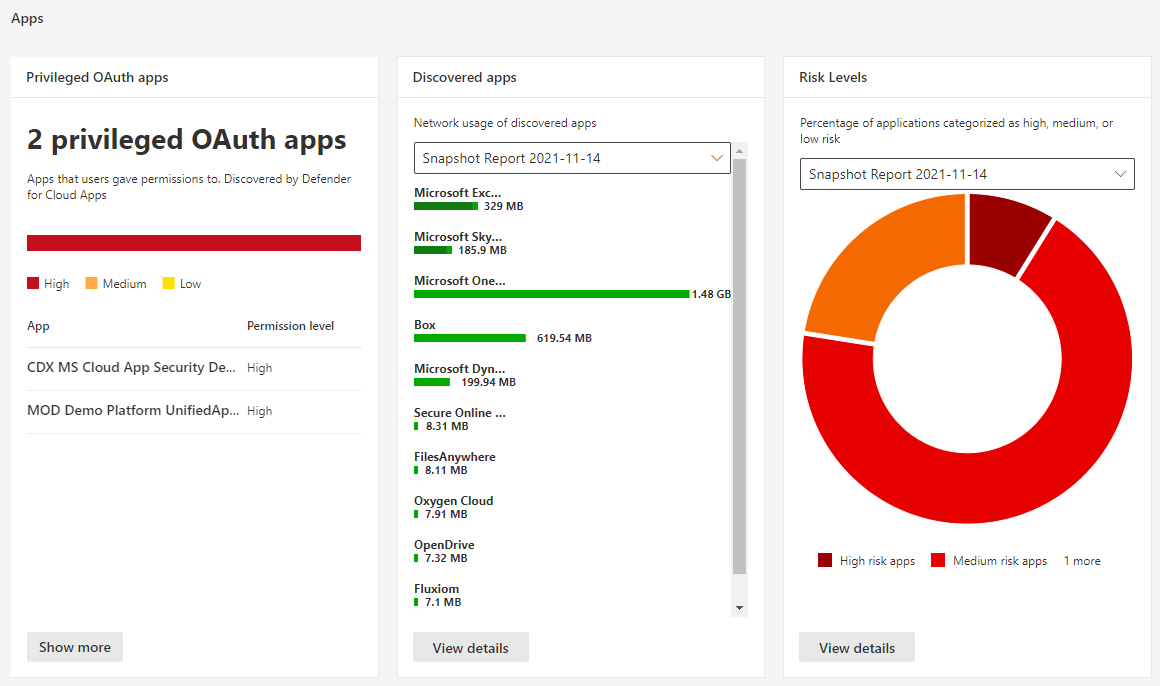 Apps
Privileged OAuth apps
2 privileged OAuth apps
Apps that users gave permissions to. Discovered by Defender
for Cloud Apps
High Medium Low
App Permission level
CDX MS Cloud App Security De... High
MOD Demo Platform UnifiedAp... High
Show more
Discovered apps
Network usage of discovered apps
Snapshot Report 2021-11-14
Microsoft Exc...
329 MB
Microsoft Sky...
185.9 MB
Microsoft One...
1.48 GB
Box
619.54 MB
Microsoft Dyn...
199.94 MB
Secure Online ...
8.31 MB
FilesAnywhere
8.11 MB
Oxygen Cloud
7.91 MB
OpenDrive
7.32 MB
Fluxiom
7.1 MB
View details
Risk Levels
Percentage of applications categorized as high, medium, or
low risk
Snapshot Report 2021-11-14
High risk apps Medium risk apps 1 more
View details